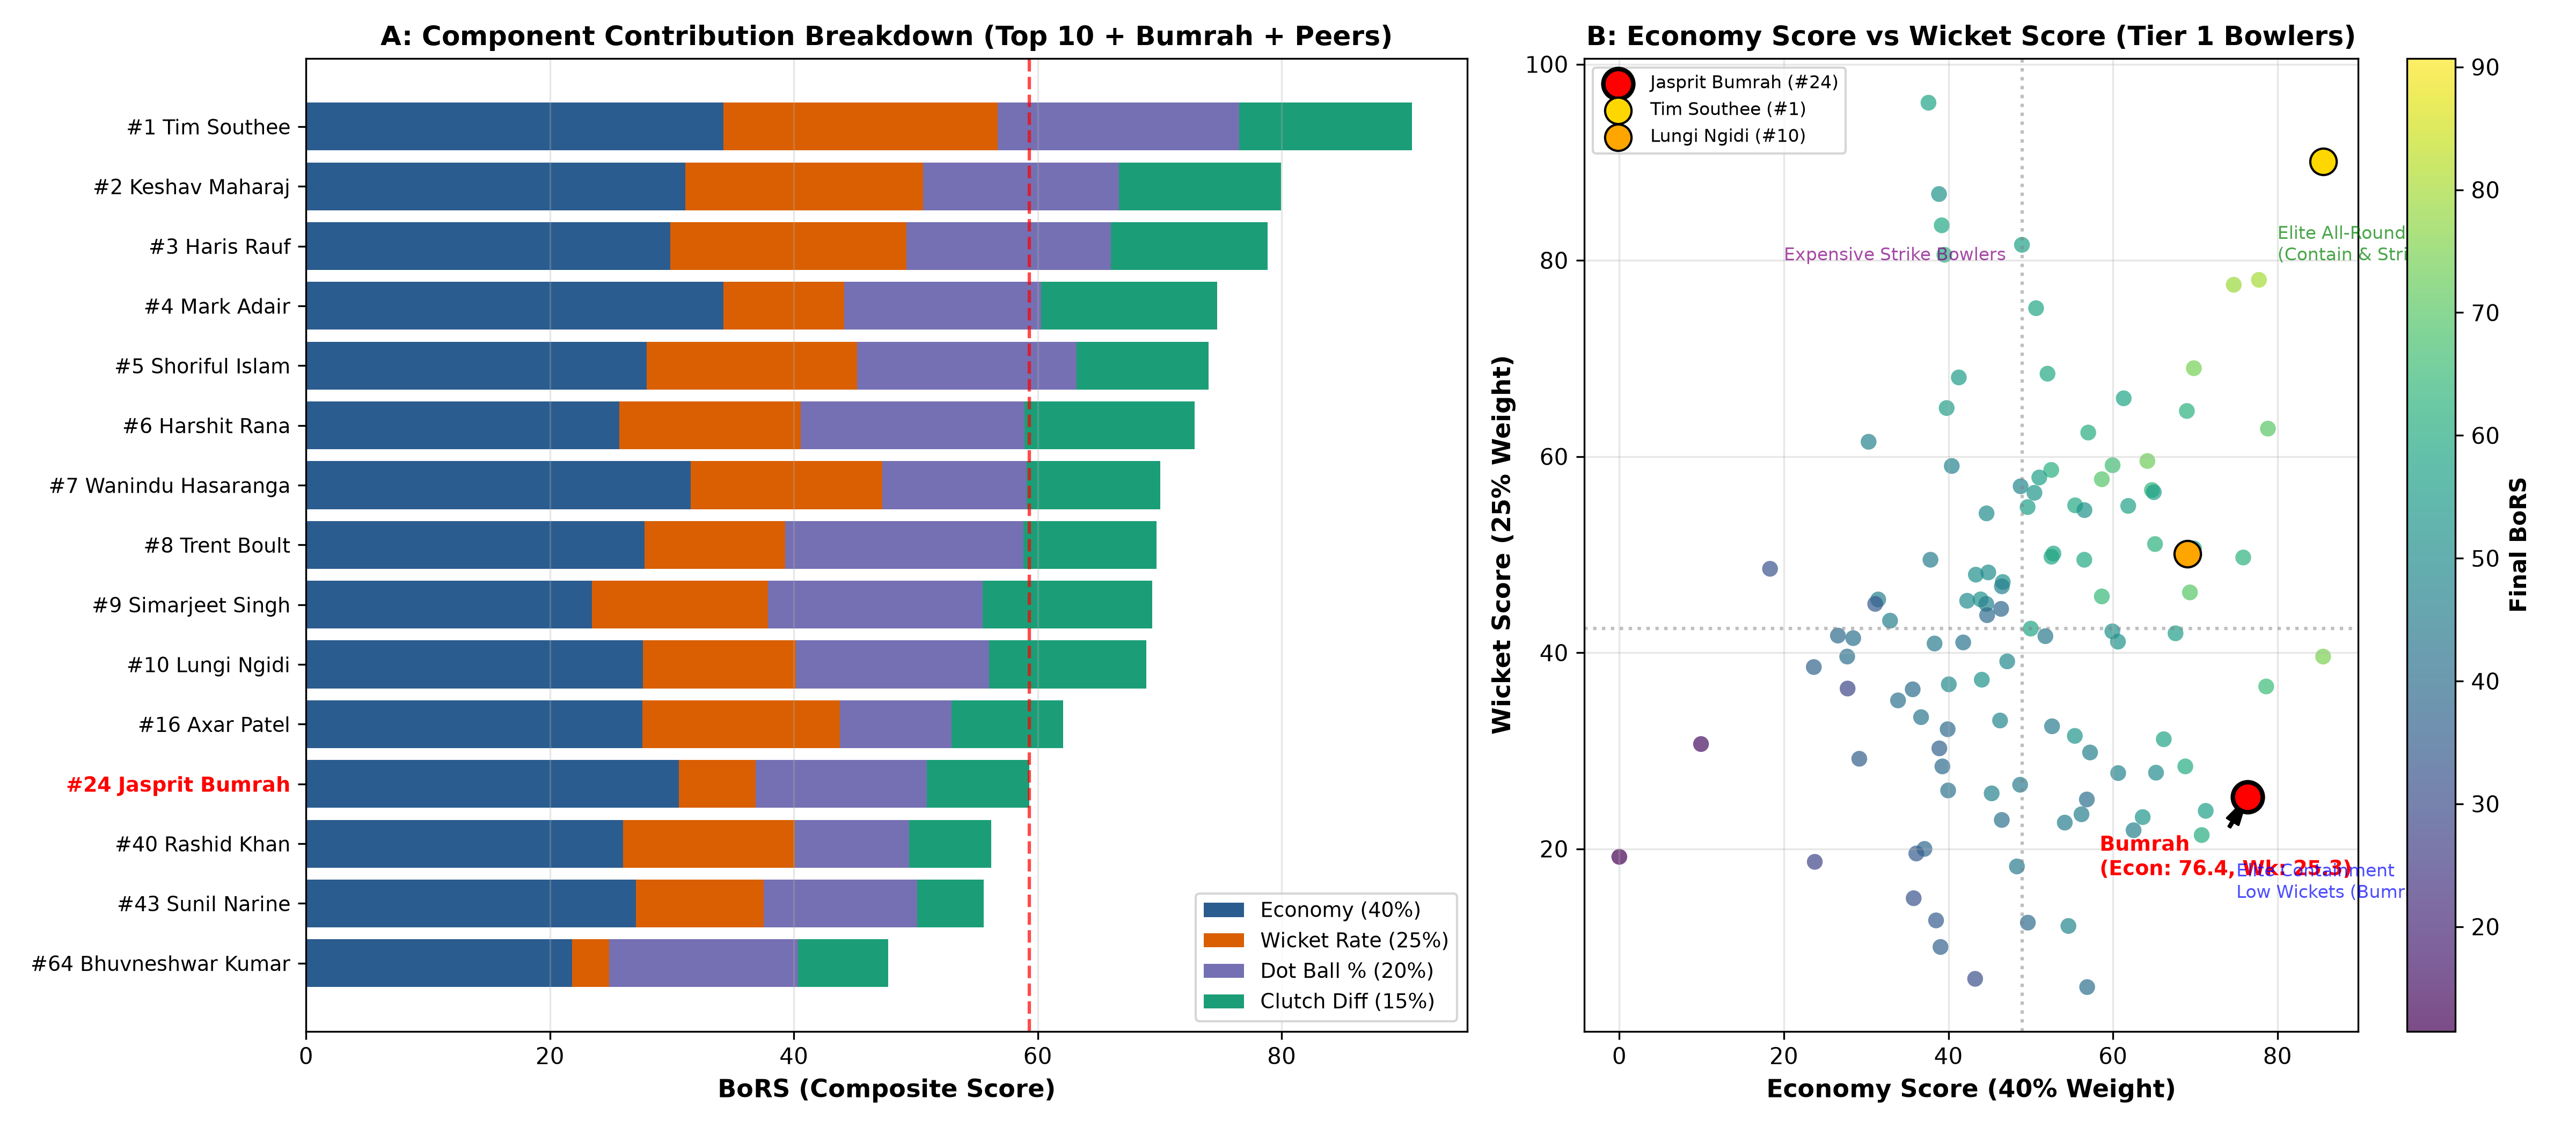 A: Component Contribution Breakdown (Top 10 + Bumrah + Peers)
#1 Tim Southee
#2 Keshav Maharaj
#3 Haris Rauf
#4 Mark Adair
#5 Shoriful Islam
#6 Harshit Rana
#7 Wanindu Hasaranga
#8 Trent Boult
#9 Simarjeet Singh
#10 Lungi Ngidi
#16 Axar Patel
#24 Jasprit Bumrah
#40 Rashid Khan
#43 Sunil Narine
#64 Bhuvneshwar Kumar
Economy (40%)
Wicket Rate (25%)
Dot Ball % (20%)
Clutch Diff (15%)
0 20 40 60 80
BoRS (Composite Score)
B: Economy Score vs Wicket Score (Tier 1 Bowlers)
Wicket Score (25% Weight)
100
80
60
40
20
Jasprit Bumrah (#24)
Tim Southee (#1)
Lungi Ngidi (#10)
Expensive Strike Bowlers
Elite All-Round
(Contain & Stri
Bumrah
(Econ: 76.4, Wk: 25.3)
Elite Containment
Low Wickets (Bumr
0 20 40 60 80
Economy Score (40% Weight)
90
80
70
60
50
40
30
20
Final BoRS